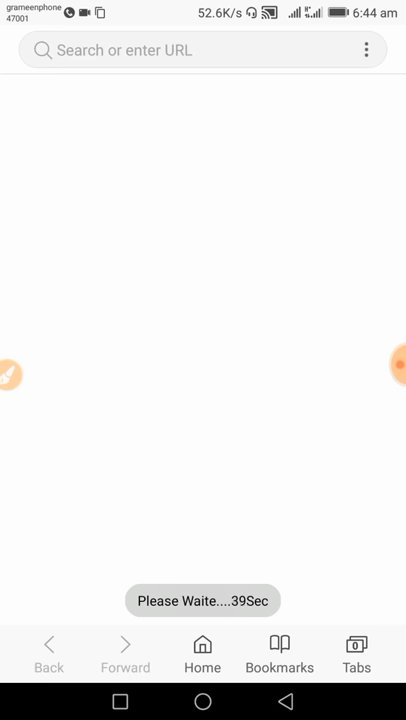 grameenphone
47001
52.6K/s
6:44 am
Search or enter URL
Please Waite....39Sec
Back
Forward
Home
Bookmarks
0
Tabs